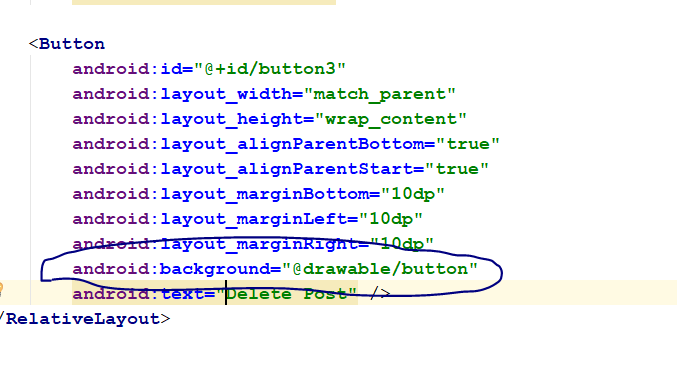 <Button
android:id="@+id/button3"
android:layout_width="match_parent"
android:layout_height="wrap_content"
android:layout_alignParentBottom="true"
android:layout_alignParentStart="true"
android:layout_marginBottom="10dp"
android:layout_marginLeft="10dp"
android:layout_marginRight="10dp"
android:background="@drawable/button"
android:text="Delete Post" />
/RelativeLayout>